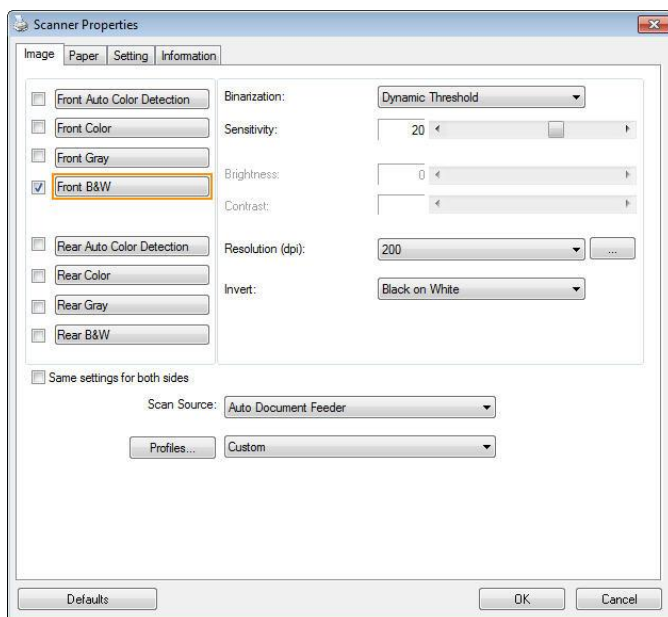 Scanner Properties
Image Paper Setting Information
Front Auto Color Detection
Front Color
Front Gray
Front B&W
Rear Auto Color Detection
Rear Color
Rear Gray
Rear B&W
Binarization: Dynamic Threshold
Sensitivity: 20
Brightness: 0
Contrast:
Resolution (dpi): 200 ...
Invert: Black on White
Same settings for both sides
Scan Source: Auto Document Feeder
Profiles... Custom
Defaults OK Cancel